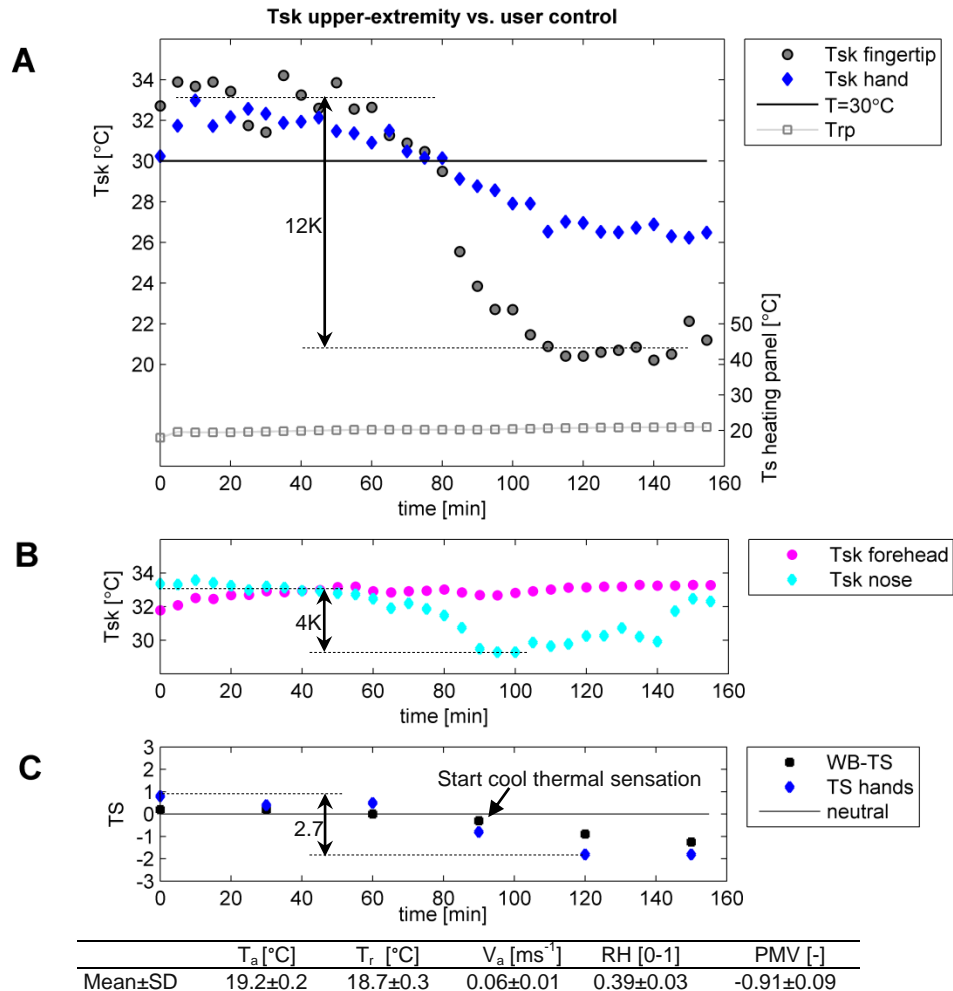 Tsk upper-extremity vs. user control
A
34
32
30
28
26
24
22
20
Tsk [°C]
12K
50
40
30
20
10
Ts heating panel [°C]
0 20 40 60 80 100 120 140 160
time [min]
Tsk fingertip
Tsk hand
T=30°C
Trp
B
33
32
30
Tsk [°C]
4K
0 20 40 60 80 100 120 140 160
time [min]
Tsk forehead
Tsk nose
C
3
2
1
0
-1
-2
-3
TS
2.7
Start cool thermal sensation
0 20 40 60 80 100 120 140 160
time [min]
WB-TS
TS hands
neutral
Ta [°C] Tr [°C] Va [ms-1] RH [0-1] PMV [-]
Mean±SD 19.2±0.2 18.7±0.3 0.06±0.01 0.39±0.03 -0.91±0.09